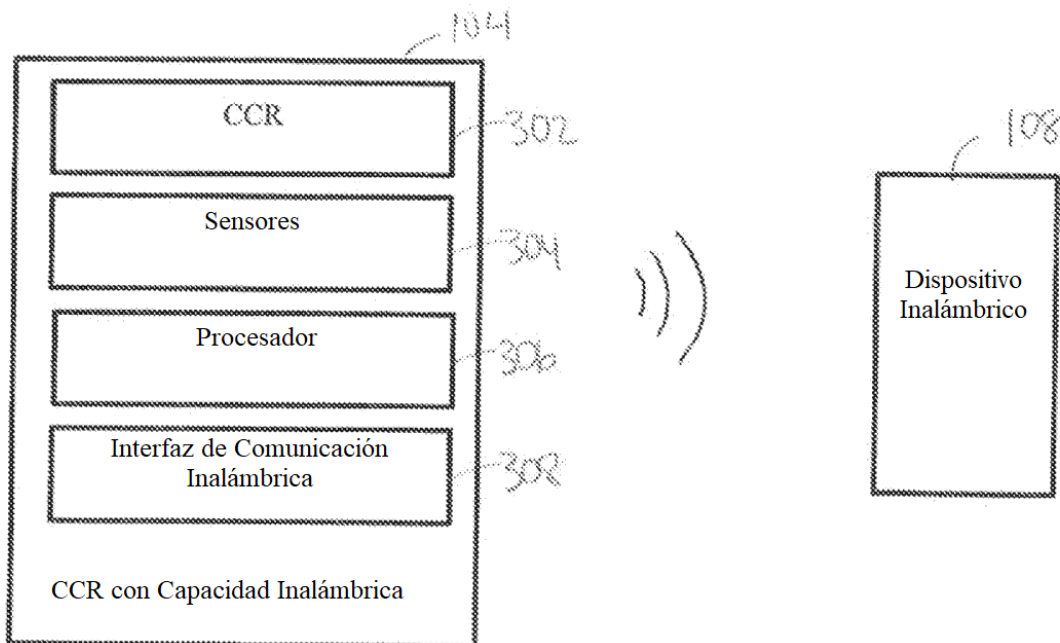 104
CCR
302
108
Sensores
304
Dispositivo
Inalámbrico
Procesador
306
Interfaz de Comunicación
Inalámbrica
308
CCR con Capacidad Inalámbrica